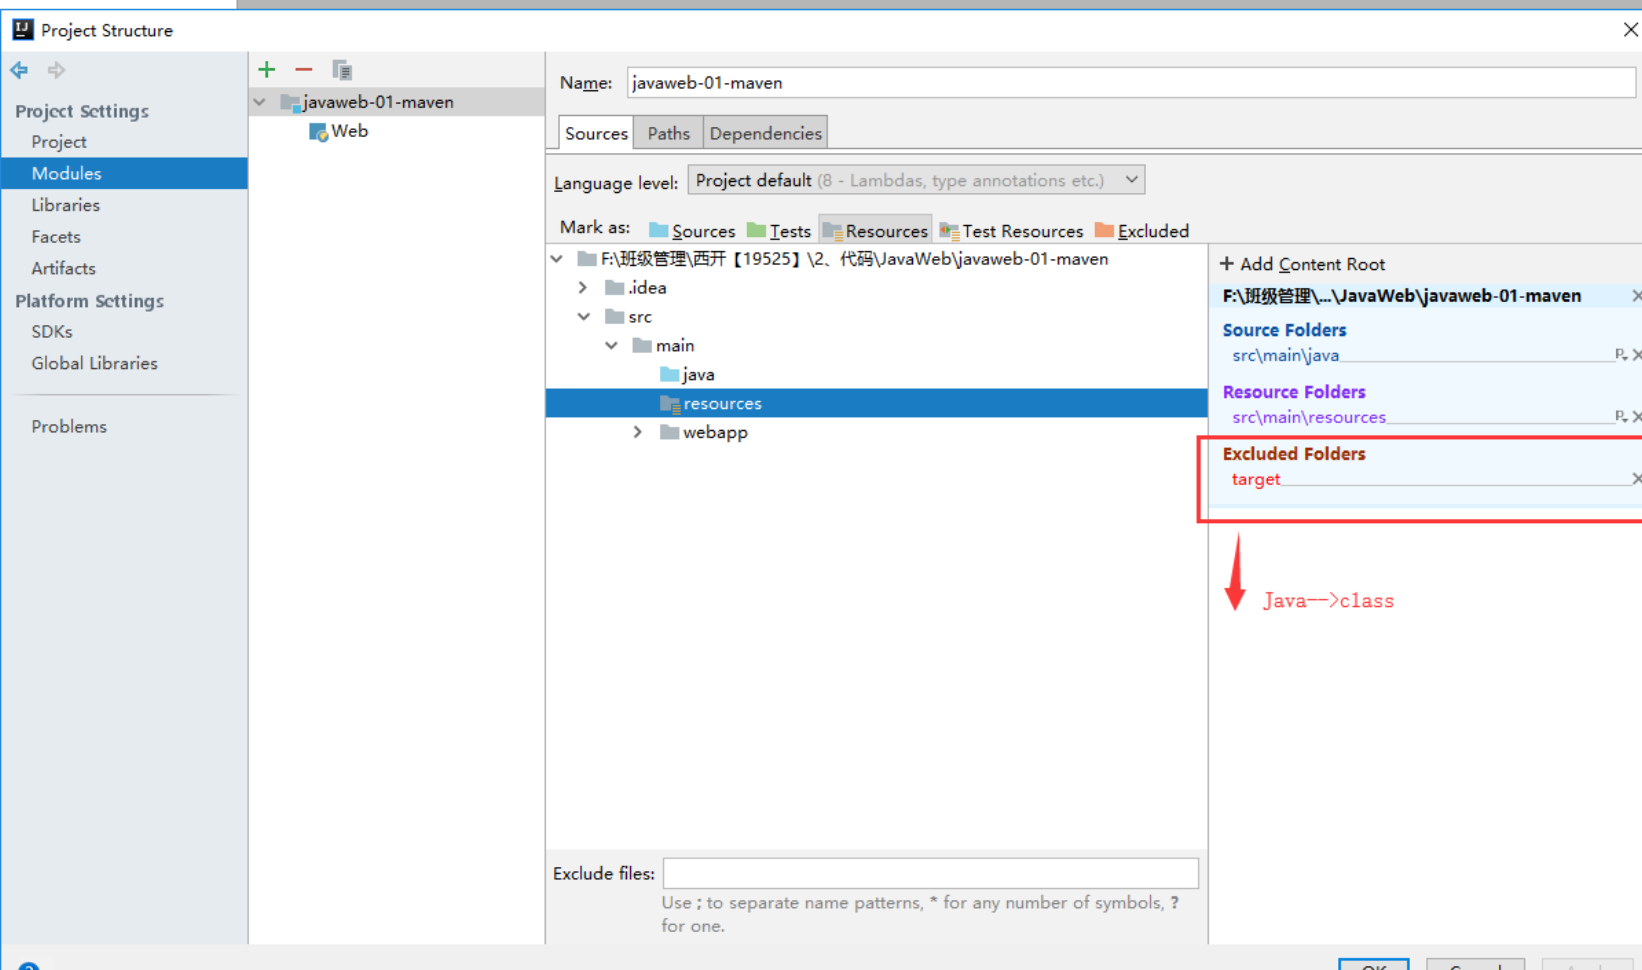 Project Structure
Project Settings
Project
Modules
Libraries
Facets
Artifacts
Platform Settings
SDKs
Global Libraries
Problems
javaweb-01-maven
Web
Name: javaweb-01-maven
Sources Paths Dependencies
Language level: Project default (8 - Lambdas, type annotations etc.)
Mark as: Sources Tests Resources Test Resources Excluded
F:\班级管理\西开【19525】\2、代码\JavaWeb\javaweb-01-maven
.idea
src
main
java
resources
webapp
+ Add Content Root
F:\班级管理\...\JavaWeb\javaweb-01-maven
Source Folders
src\main\java
Resource Folders
src\main\resources
Excluded Folders
target
Java-->class
Exclude files:
Use ; to separate name patterns, * for any number of symbols, ?
for one.